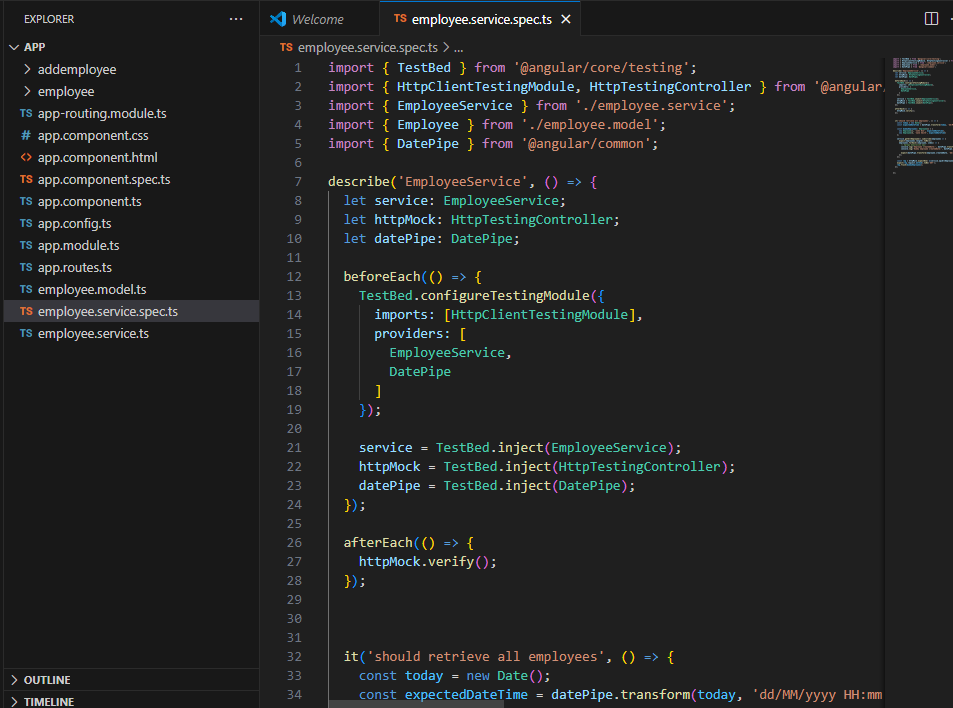 EXPLORER
...
APP
addemployee
employee
TS app-routing.module.ts
# app.component.css
<> app.component.html
TS app.component.spec.ts
TS app.component.ts
TS app.config.ts
TS app.module.ts
TS app.routes.ts
TS employee.model.ts
TS employee.service.spec.ts
TS employee.service.ts
OUTLINE
TIMELINE
Welcome
TS employee.service.spec.ts
TS employee.service.spec.ts > ...
1 import { TestBed } from '@angular/core/testing';
2 import { HttpClientTestingModule, HttpTestingController } from '@angular/
3 import { EmployeeService } from './employee.service';
4 import { Employee } from './employee.model';
5 import { DatePipe } from '@angular/common';
6
7 describe('EmployeeService', () => {
8 let service: EmployeeService;
9 let httpMock: HttpTestingController;
10 let datePipe: DatePipe;
11
12 beforeEach(() => {
13 TestBed.configureTestingModule({
14 imports: [HttpClientTestingModule],
15 providers: [
16 EmployeeService,
17 DatePipe
18 ]
19 });
20
21 service = TestBed.inject(EmployeeService);
22 httpMock = TestBed.inject(HttpTestingController);
23 datePipe = TestBed.inject(DatePipe);
24 });
25
26 afterEach(() => {
27 httpMock.verify();
28 });
29
30
31
32 it('should retrieve all employees', () => {
33 const today = new Date();
34 const expectedDateTime = datePipe.transform(today, 'dd/MM/yyyy HH:mm